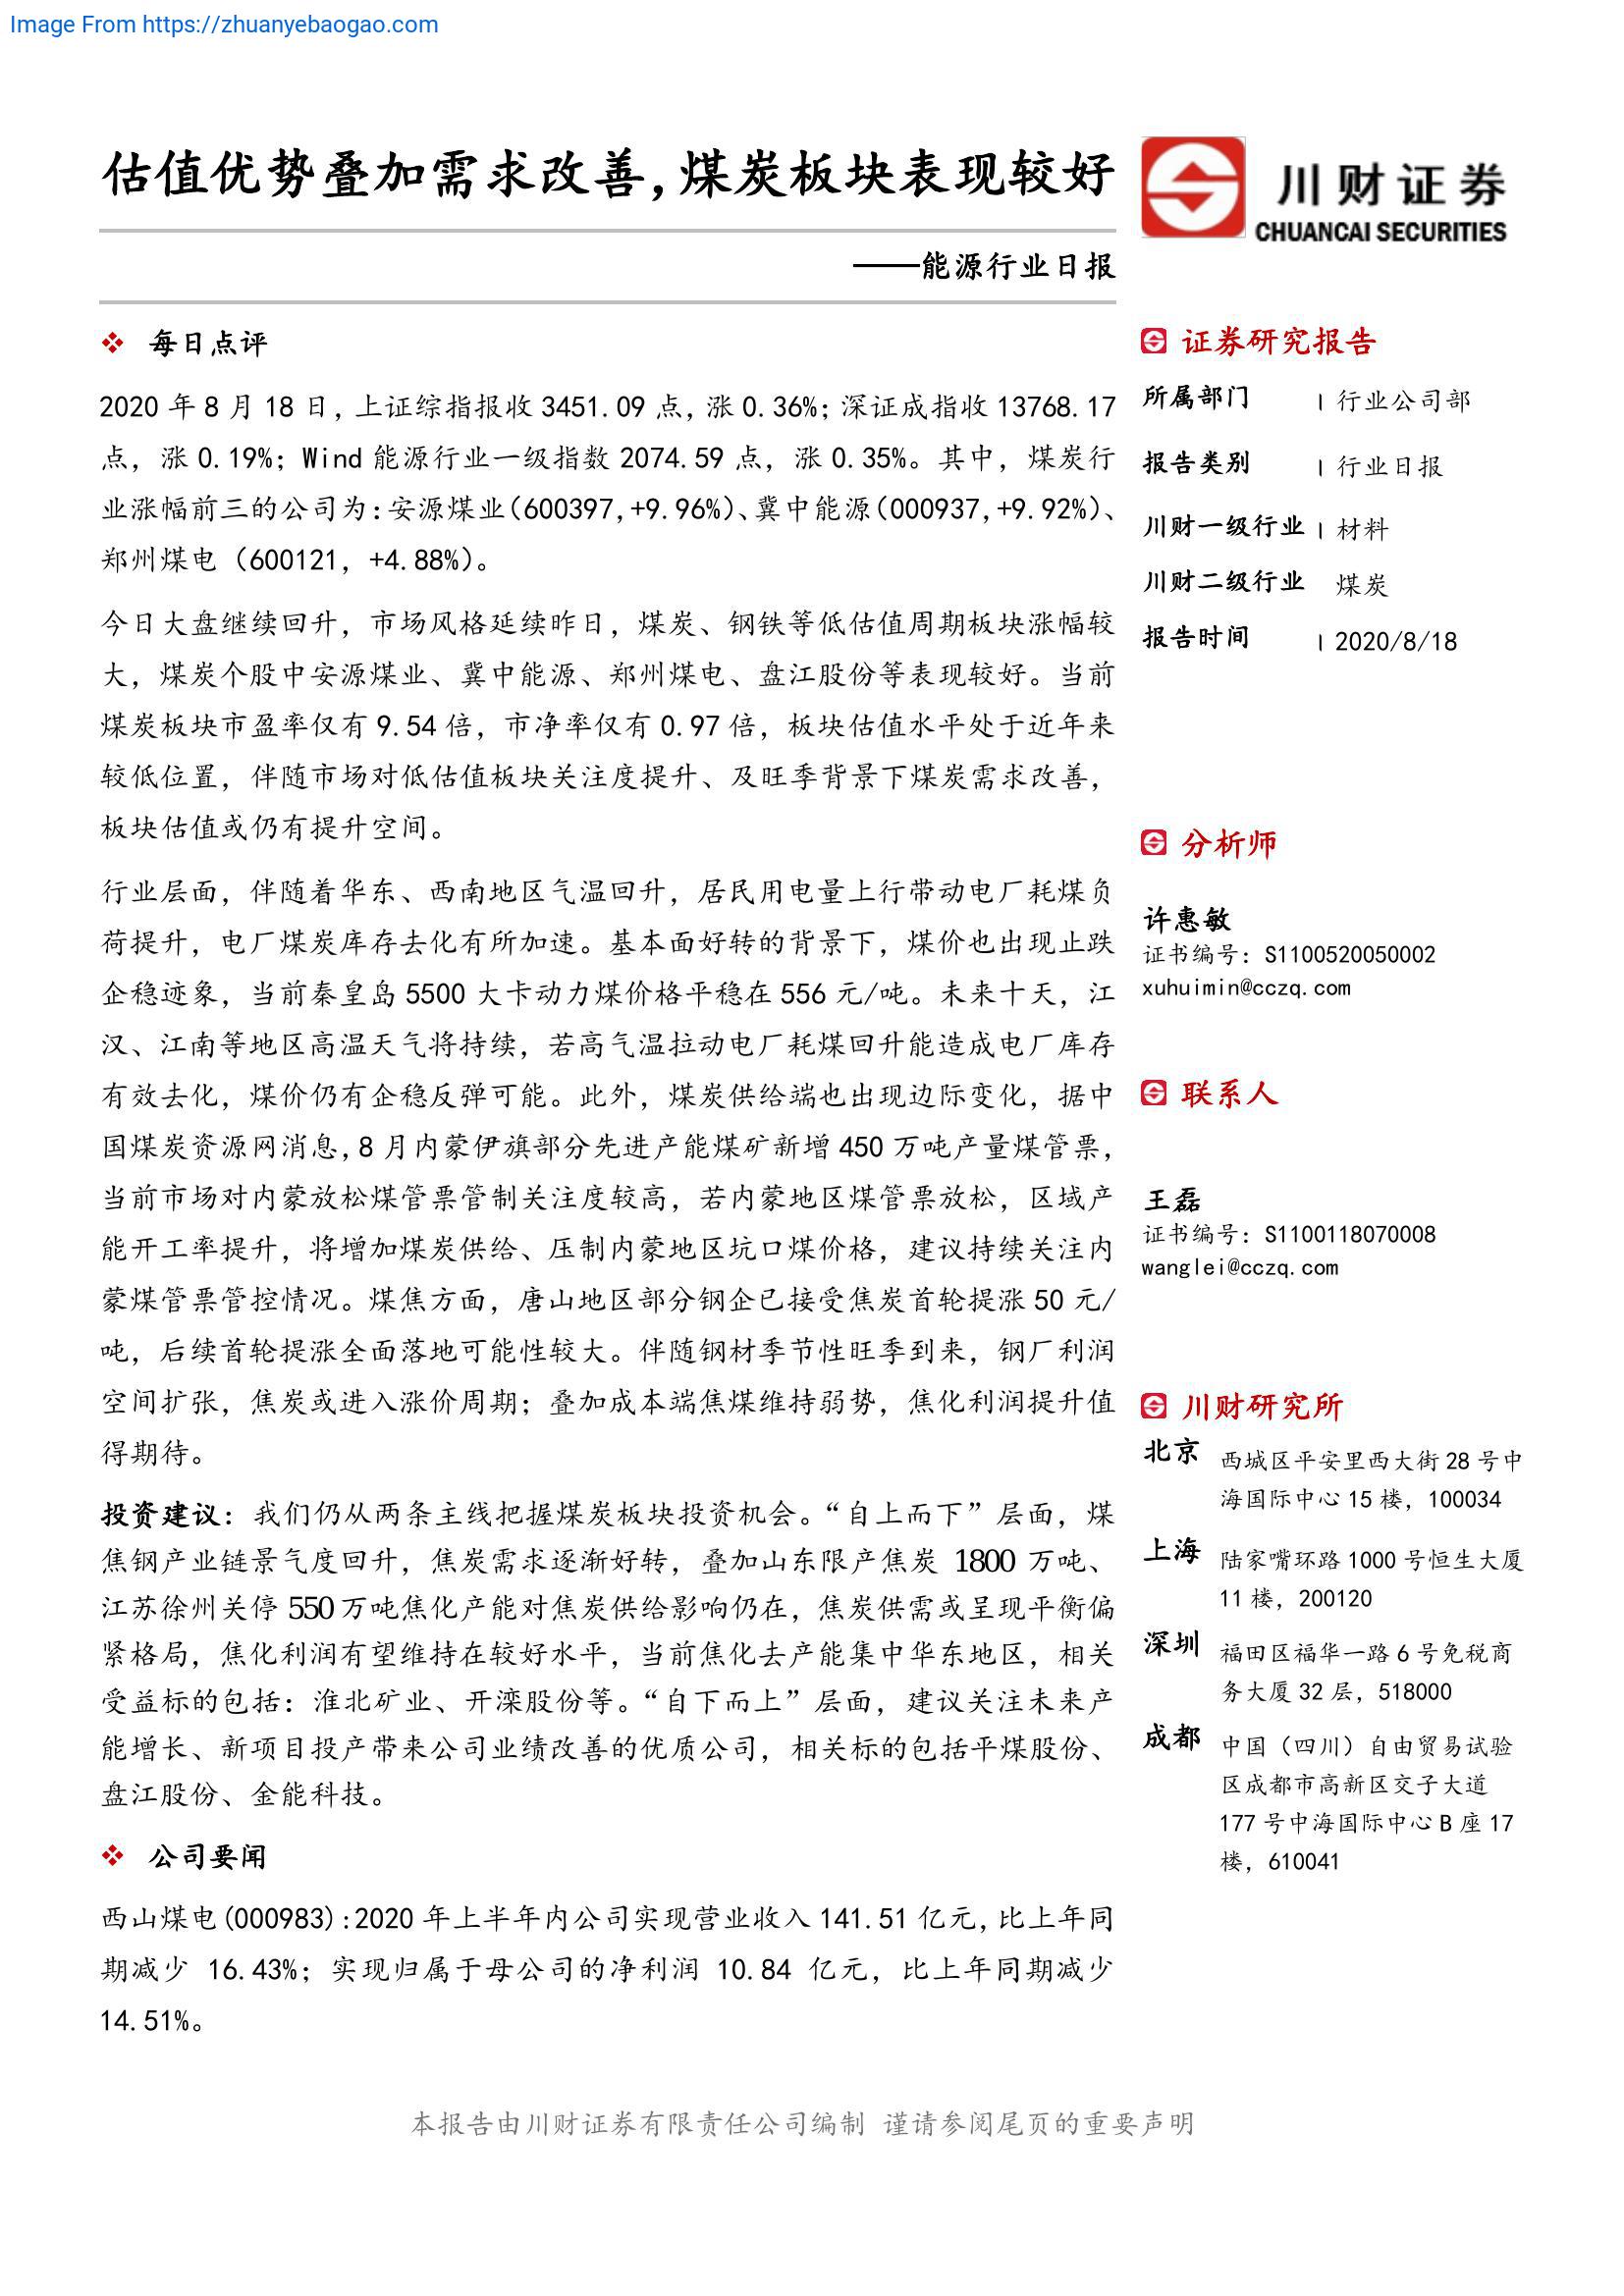 Image From https://zhuanyebaogao.com
估值优势叠加需求改善,煤炭板块表现较好
——能源行业日报
川财证券
CHUANCAI SECURITIES
每日点评
2020 年 8 月 18 日, 上证综指报收 3451.09 点, 涨 0.36%; 深证成指收 13768.17
点, 涨 0.19%; Wind 能源行业一级指数 2074.59 点, 涨 0.35%。其中, 煤炭行
业涨幅前三的公司为: 安源煤业 (600397, +9.96%)、冀中能源 (000937, +9.92%)、
郑州煤电 (600121, +4.88%)。
今日大盘继续回升, 市场风格延续昨日, 煤炭、钢铁等低估值周期板块涨幅较
大, 煤炭个股中安源煤业、冀中能源、郑州煤电、盘江股份等表现较好。当前
煤炭板块市盈率仅有 9.54 倍, 市净率仅有 0.97 倍, 板块估值水平处于近年来
较低位置, 伴随市场对低估值板块关注度提升、及旺季背景下煤炭需求改善,
板块估值或仍有提升空间。
行业层面, 伴随着华东、西南地区气温回升, 居民用电量上行带动电厂耗煤负
荷提升, 电厂煤炭库存去化有所加速。基本面好转的背景下, 煤价也出现止跌
企稳迹象, 当前秦皇岛 5500 大卡动力煤价格平稳在 556 元/吨。未来十天, 江
汉、江南等地区高温天气将持续, 若高气温拉动电厂耗煤回升能造成电厂库存
有效去化, 煤价仍有企稳反弹可能。此外, 煤炭供给端也出现边际变化, 据中
国煤炭资源网消息, 8 月内蒙伊旗部分先进产能煤矿新增 450 万吨产量煤管票,
当前市场对内蒙放松煤管票管制关注度较高, 若内蒙地区煤管票放松, 区域产
能开工率提升, 将增加煤炭供给、压制内蒙地区坑口煤价格, 建议持续关注内
蒙煤管票管控情况。煤焦方面, 唐山地区部分钢企已接受焦炭首轮提涨 50 元/
吨, 后续首轮提涨全面落地可能性较大。伴随钢材季节性旺季到来, 钢厂利润
空间扩张, 焦炭或进入涨价周期; 叠加成本端焦煤维持弱势, 焦化利润提升值
得期待。
投资建议: 我们仍从两条主线把握煤炭板块投资机会。“自上而下”层面, 煤
焦钢产业链景气度回升, 焦炭需求逐渐好转, 叠加山东限产焦炭 1800 万吨、
江苏徐州关停 550 万吨焦化产能对焦炭供给影响仍在, 焦炭供需或呈现平衡偏
紧格局, 焦化利润有望维持在较好水平, 当前焦化去产能集中华东地区, 相关
受益标的包括: 淮北矿业、开滦股份等。“自下而上”层面, 建议关注未来产
能增长、新项目投产带来公司业绩改善的优质公司, 相关标的包括平煤股份、
盘江股份、金能科技。
公司要闻
西山煤电(000983):2020 年上半年内公司实现营业收入 141.51 亿元, 比上年同
期减少 16.43%; 实现归属于母公司的净利润 10.84 亿元, 比上年同期减少
14.51%。
证券研究报告
所属部门 | 行业公司部
报告类别 | 行业日报
川财一级行业 | 材料
川财二级行业 煤炭
报告时间 | 2020/8/18
分析师
许惠敏
证书编号: S1100520050002
xuhuimin@cczq.com
联系人
王磊
证书编号: S1100118070008
wanglei@cczq.com
川财研究所
北京 西城区平安里西大街 28 号中
海国际中心 15 楼, 100034
上海 陆家嘴环路 1000 号恒生大厦
11 楼, 200120
深圳 福田区福华一路 6 号免税商
务大厦 32 层, 518000
成都 中国（四川）自由贸易试验
区成都市高新区交子大道
177 号中海国际中心 B 座 17
楼, 610041
本报告由川财证券有限责任公司编制 谨请参阅尾页的重要声明